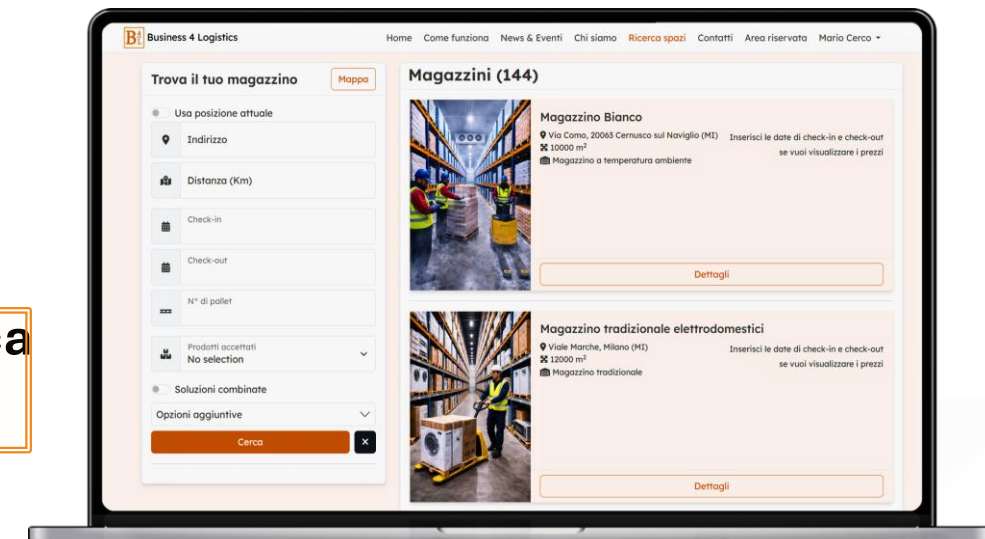 Business 4 Logistics
Home Come funziona News & Eventi Chi siamo Ricerca spazi Contatti Area riservata Mario Cerco
Trova il tuo magazzino
Mappa
Usa posizione attuale
Indirizzo
Distanza (Km)
Check-in
Check-out
N° di pallet
Prodotti accettati
No selection
Soluzioni combinate
Opzioni aggiuntive
Cerca
Magazzini (144)
Magazzino Bianco
Via Como, 20063 Cernusco sul Naviglio (MI)
10000 m²
Magazzino a temperatura ambiente
Inserisci le date di check-in e check-out
se vuoi visualizzare i prezzi
Dettagli
Magazzino tradizionale elettrodomestici
Viale Marche, Milano (MI)
12000 m²
Magazzino tradizionale
Inserisci le date di check-in e check-out
se vuoi visualizzare i prezzi
Dettagli